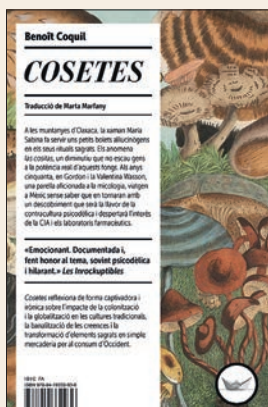 Benoît Coquil
COSETES
Traducció de Maria Marfany
A les muntanyes d'Oaxaca, la xaman Maria
Sabina fa servir uns petits bolets al·lucinògens
en els seus rituals sagrats. Els anomena
las cositas, un diminutiu que no escau gens
a la potència real d'aquests fongs. Als anys
cinquanta, en Gordon i la Valentina Wasson,
una parella aficionada a la micologia, viatgen
a Mèxic sense saber que en tornaran amb
un descobriment que serà la llavor de la
contracultura psicodèlica i despertarà l'interès
de la CIA i els laboratoris farmacèutics.
«Emocionant. Documentada i,
fent honor al tema, sovint psicodèlica
i hilarant.» Les Inrockuptibles
Cosetes reflexiona de forma captivadora i
irònica sobre l'impacte de la colonització
i la globalització en les cultures tradicionals,
la banalització de les creences i la
transformació d'elements sagrats en simple
mercaderia per al consum d'Occident.
IBIC FA